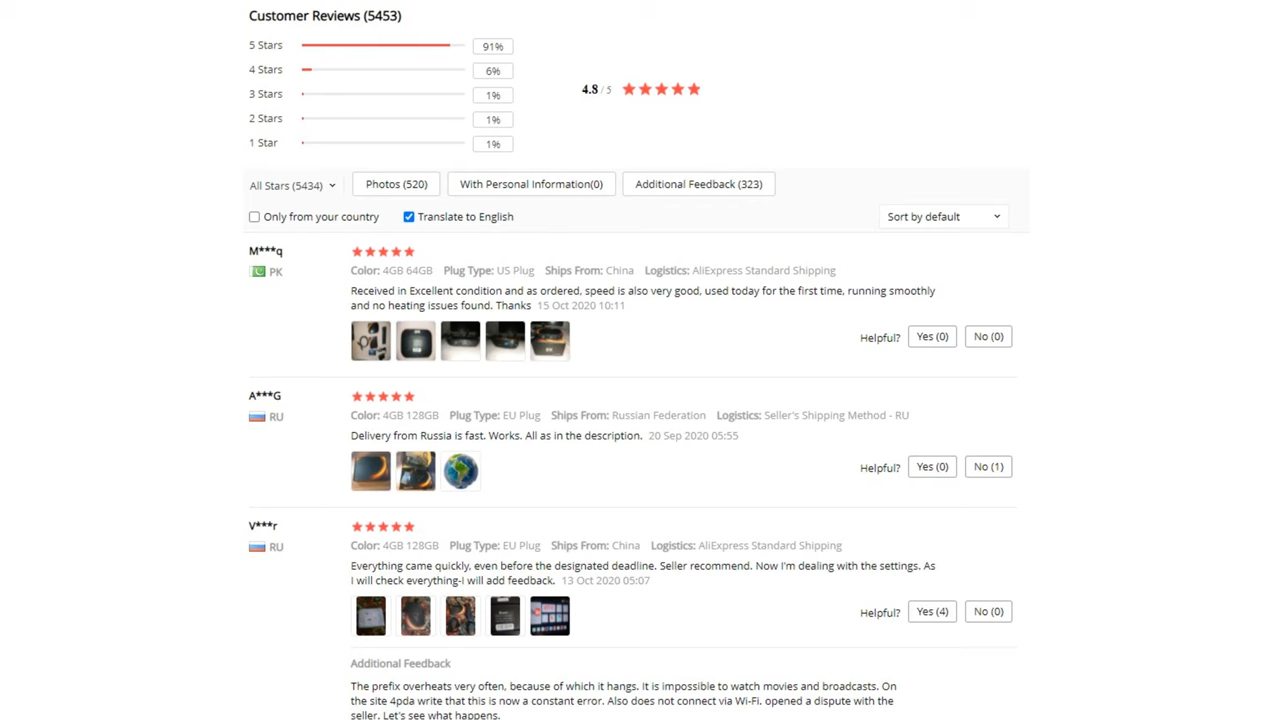 Customer Reviews (5453)
5 Stars 91%
4 Stars 6%
3 Stars 1%
2 Stars 1%
1 Star 1%
4.8 / 5
All Stars (5434) Photos (520) With Personal Information(0) Additional Feedback (323)
Only from your country Translate to English Sort by default
M***q
PK
Color: 4GB 64GB Plug Type: US Plug Ships From: China Logistics: AliExpress Standard Shipping
Received in Excellent condition and as ordered, speed is also very good, used today for the first time, running smoothly
and no heating issues found. Thanks 15 Oct 2020 10:11
Helpful? Yes (0) No (0)
A***G
RU
Color: 4GB 128GB Plug Type: EU Plug Ships From: Russian Federation Logistics: Seller's Shipping Method - RU
Delivery from Russia is fast. Works. All as in the description. 20 Sep 2020 05:55
Helpful? Yes (0) No (1)
V***r
RU
Color: 4GB 128GB Plug Type: EU Plug Ships From: China Logistics: AliExpress Standard Shipping
Everything came quickly, even before the designated deadline. Seller recommend. Now I'm dealing with the settings. As
I will check everything-I will add feedback. 13 Oct 2020 05:07
Helpful? Yes (4) No (0)
Additional Feedback
The prefix overheats very often, because of which it hangs. It is impossible to watch movies and broadcasts. On
the site 4pda write that this is now a constant error. Also does not connect via Wi-Fi. opened a dispute with the
seller. Let's see what happens.